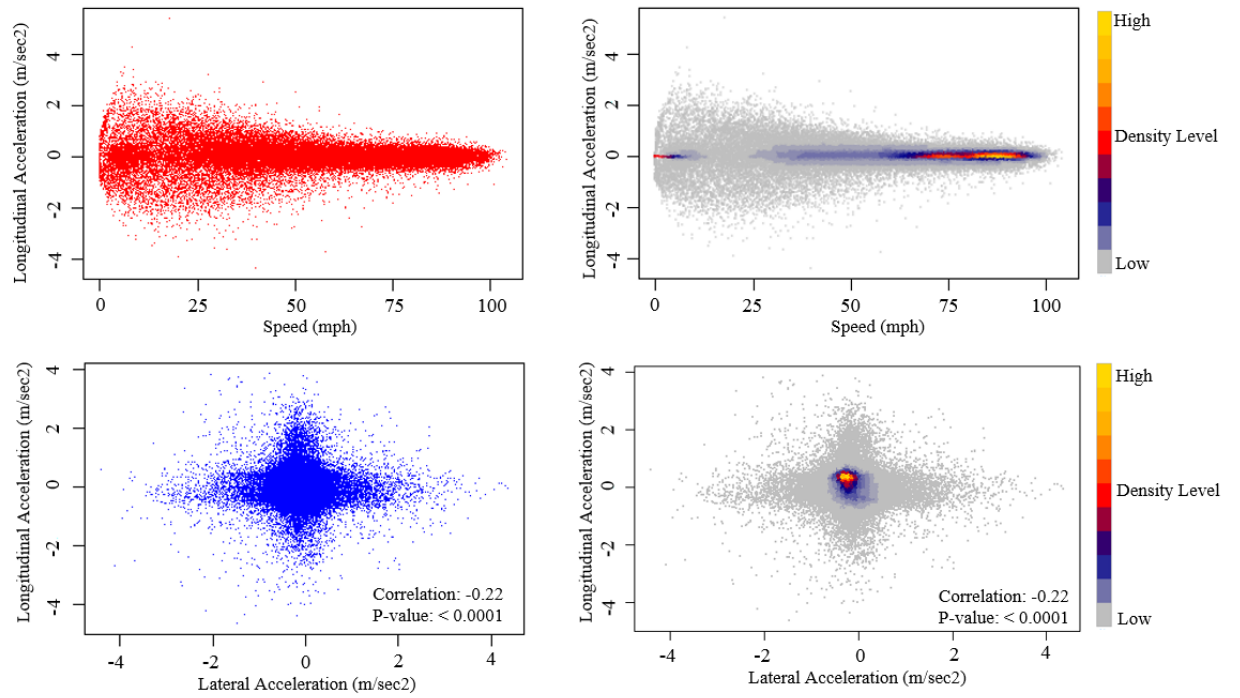 Longitudinal Acceleration (m/sec2)
4
2
0
-2
-4
0
25
50
75
100
Speed (mph)
Longitudinal Acceleration (m/sec2)
4
2
0
-2
-4
0
25
50
75
100
Speed (mph)
High
Density Level
Low
Longitudinal Acceleration (m/sec2)
4
2
0
-2
-4
Correlation: -0.22
P-value: < 0.0001
-4
-2
0
2
4
Lateral Acceleration (m/sec2)
Longitudinal Acceleration (m/sec2)
4
2
0
-2
-4
Correlation: -0.22
P-value: < 0.0001
-4
-2
0
2
4
Lateral Acceleration (m/sec2)
High
Density Level
Low